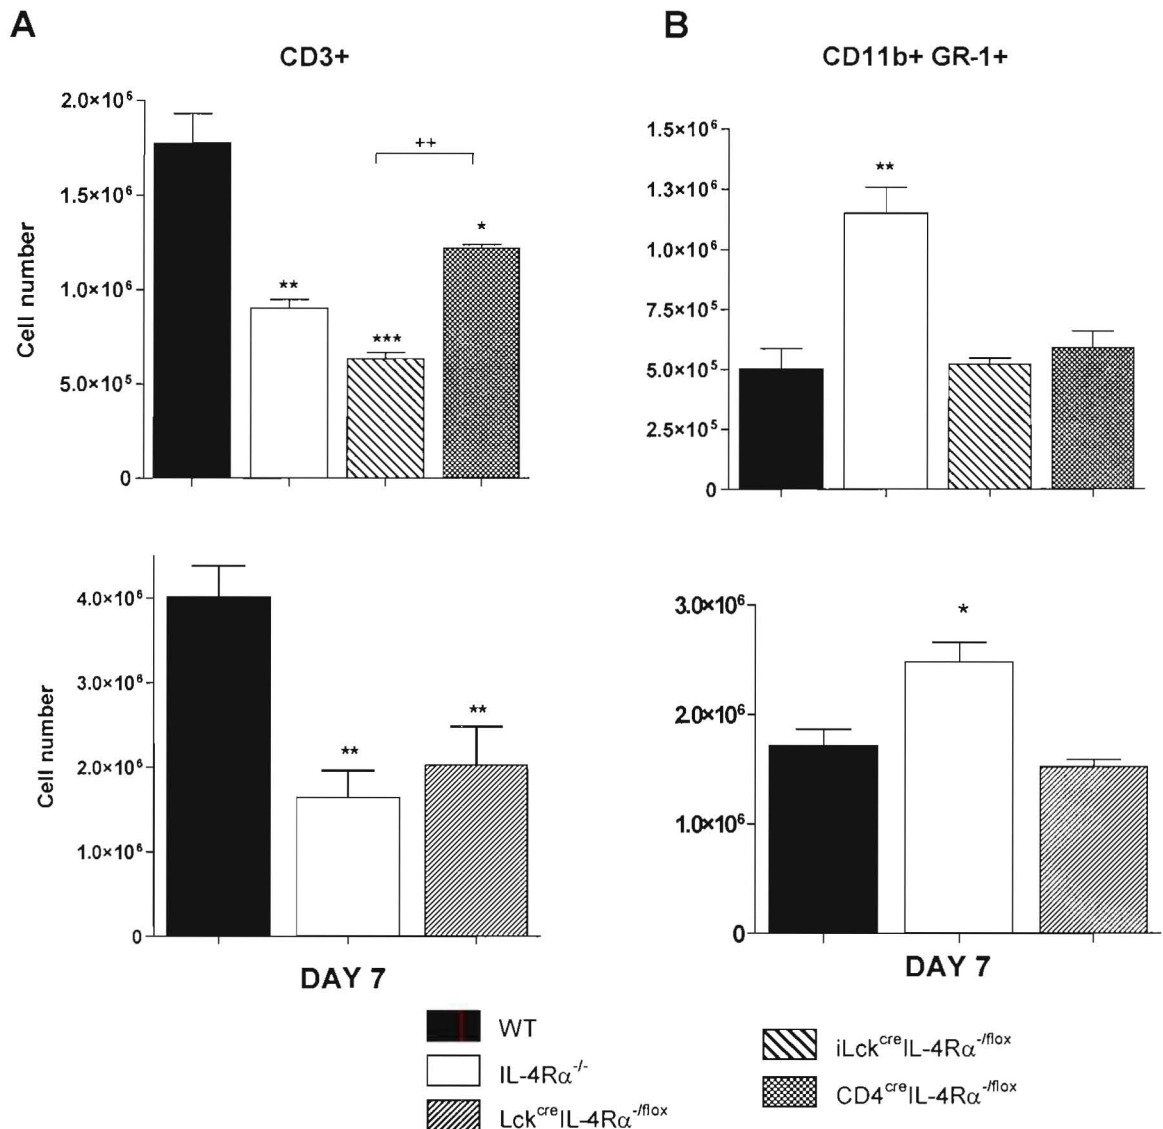 A
B
CD3+
CD11b+ GR-1+
Cell number
2.0×10⁶
1.5×10⁶
1.0×10⁶
5.0×10⁵
0
++
**
***
*
1.5×10⁶
1.3×10⁶
1.0×10⁶
7.5×10⁵
5.0×10⁵
2.5×10⁵
0
**
Cell number
4.0×10⁶
3.0×10⁶
2.0×10⁶
1.0×10⁶
0
**
**
DAY 7
3.0×10⁶
2.0×10⁶
1.0×10⁶
0
*
DAY 7
WT
IL-4Rα⁻/⁻
LckᶜʳᵉIL-4Rα⁻/ᶠˡᵒˣ
iLckᶜʳᵉIL-4Rα⁻/ᶠˡᵒˣ
CD4ᶜʳᵉIL-4Rα⁻/ᶠˡᵒˣ